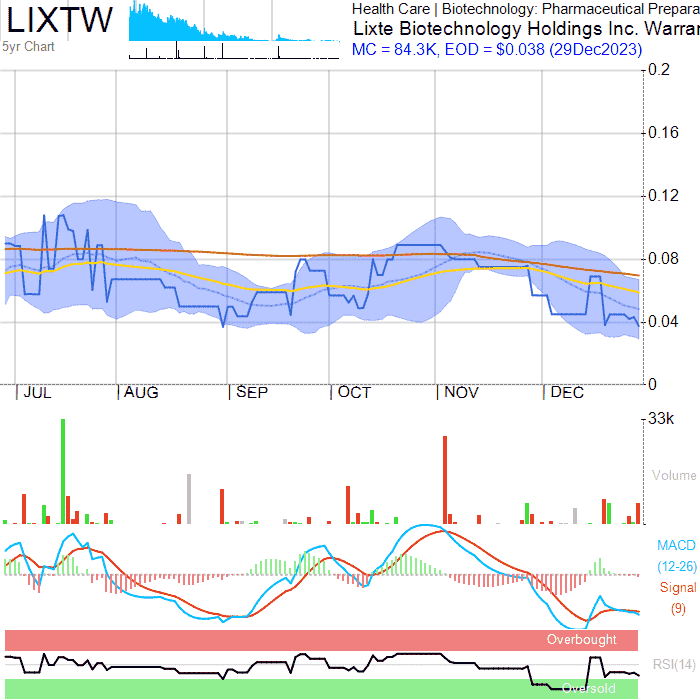 LIXTW
5yr Chart
Health Care | Biotechnology: Pharmaceutical Prepara
Lixte Biotechnology Holdings Inc. Warran
MC = 84.3K, EOD = $0.038 (29Dec2023)
0.2
0.16
0.12
0.08
0.04
0
JUL AUG SEP OCT NOV DEC
33k
Volume
MACD
(12-26)
Signal
(9)
Overbought
RSI(14)
Oversold